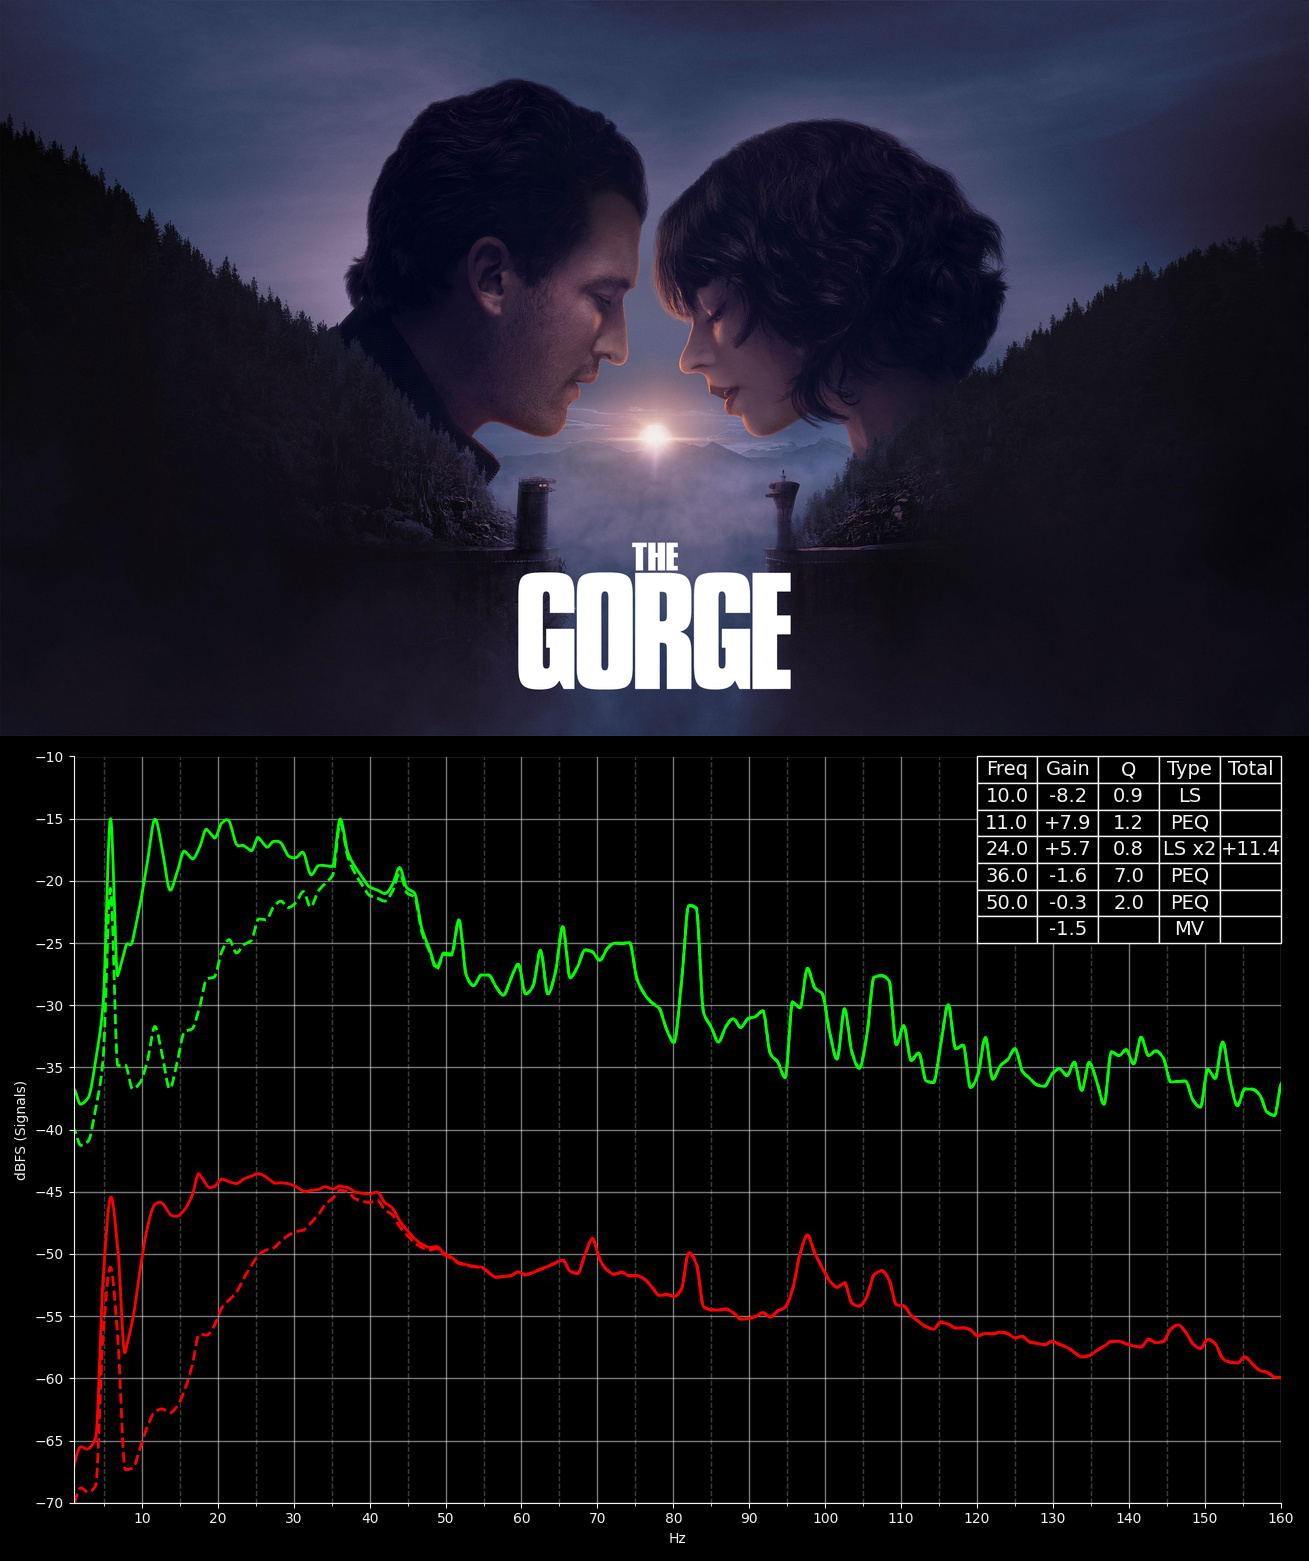 THE
GORGE
Freq Gain Q Type Total
10.0 -8.2 0.9 LS
11.0 +7.9 1.2 PEQ
24.0 +5.7 0.8 LS x2 +11.4
36.0 -1.6 7.0 PEQ
50.0 -0.3 2.0 PEQ
-1.5 MV
−10
−15
−20
−25
−30
−35
−40
−45
−50
−55
−60
−65
−70
dBFS (Signals)
10 20 30 40 50 60 70 80 90 100 110 120 130 140 150 160
Hz